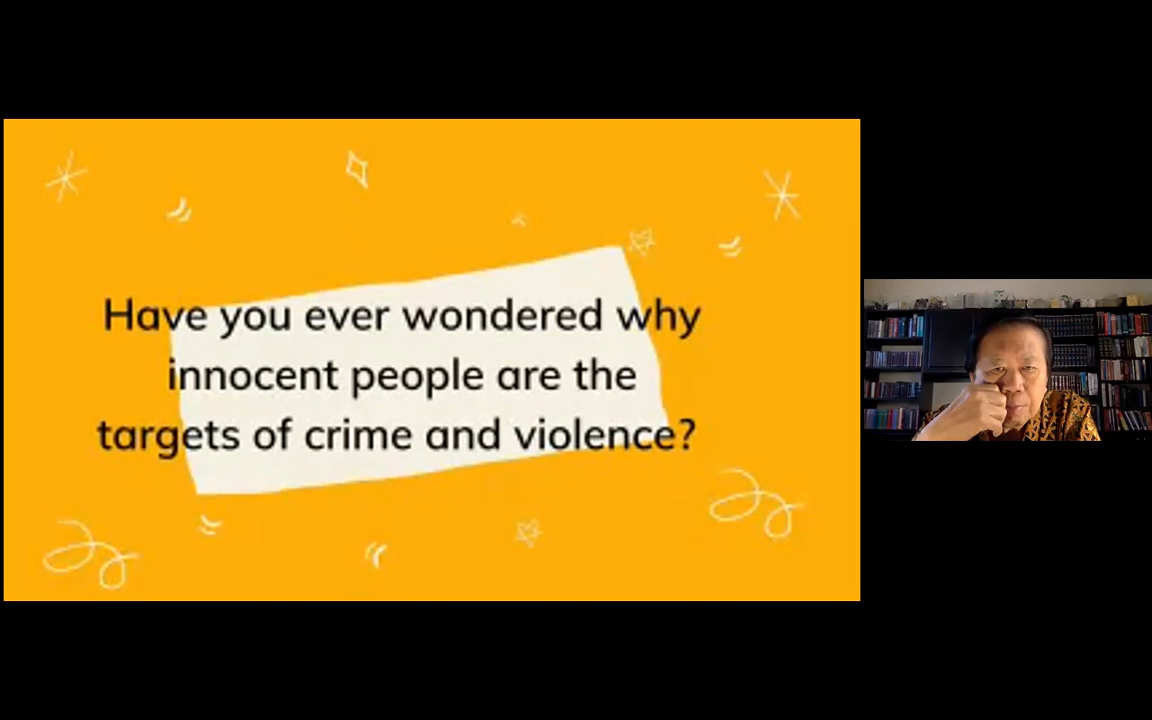 Have you ever wondered why
innocent people are the
targets of crime and violence?